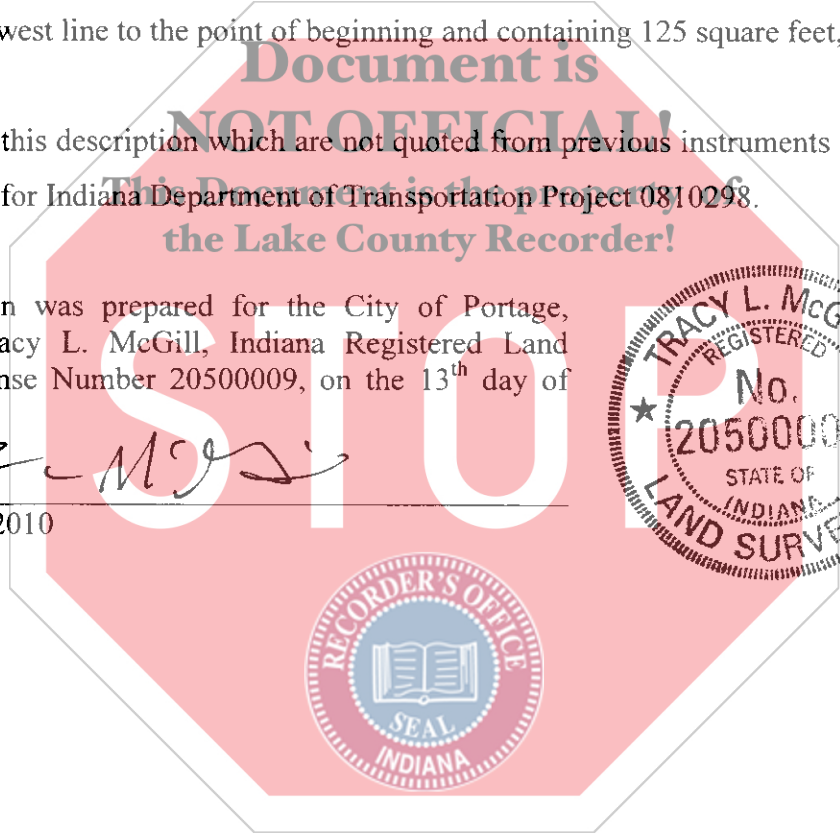 west line to the point of beginning and containing 125 square feet,
Document is
NOT OFFICIAL!
this description which are not quoted from previous instruments
This Document is the property of
for Indiana Department of Transportation Project 0810298.
the Lake County Recorder!
n was prepared for the City of Portage,
acy L. McGill, Indiana Registered Land
nse Number 20500009, on the 13th day of
2010
STOP!
TRACY L. McG
REGISTERED
No.
2050000
STATE OF
INDIANA
LAND SURVE
RECORDER'S OFFICE
SEAL
INDIANA